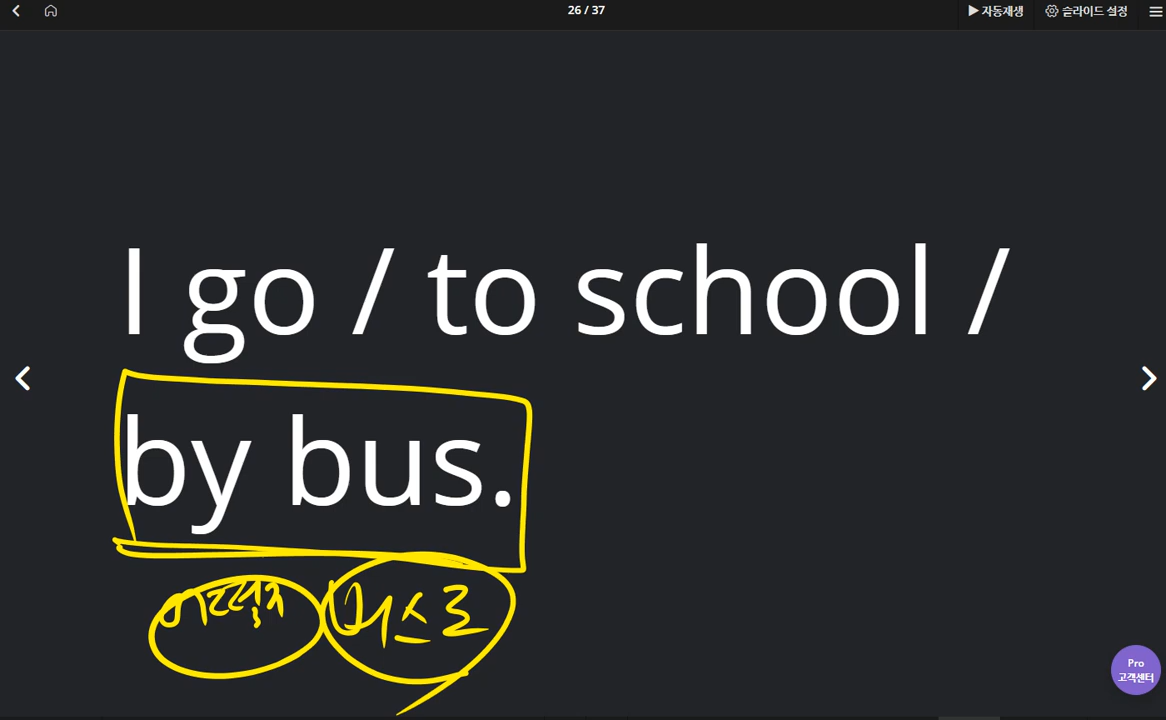 26 / 37
▶ 자동재생
슬라이드 설정
I go / to school /
by bus.
버스로
Pro
고객센터